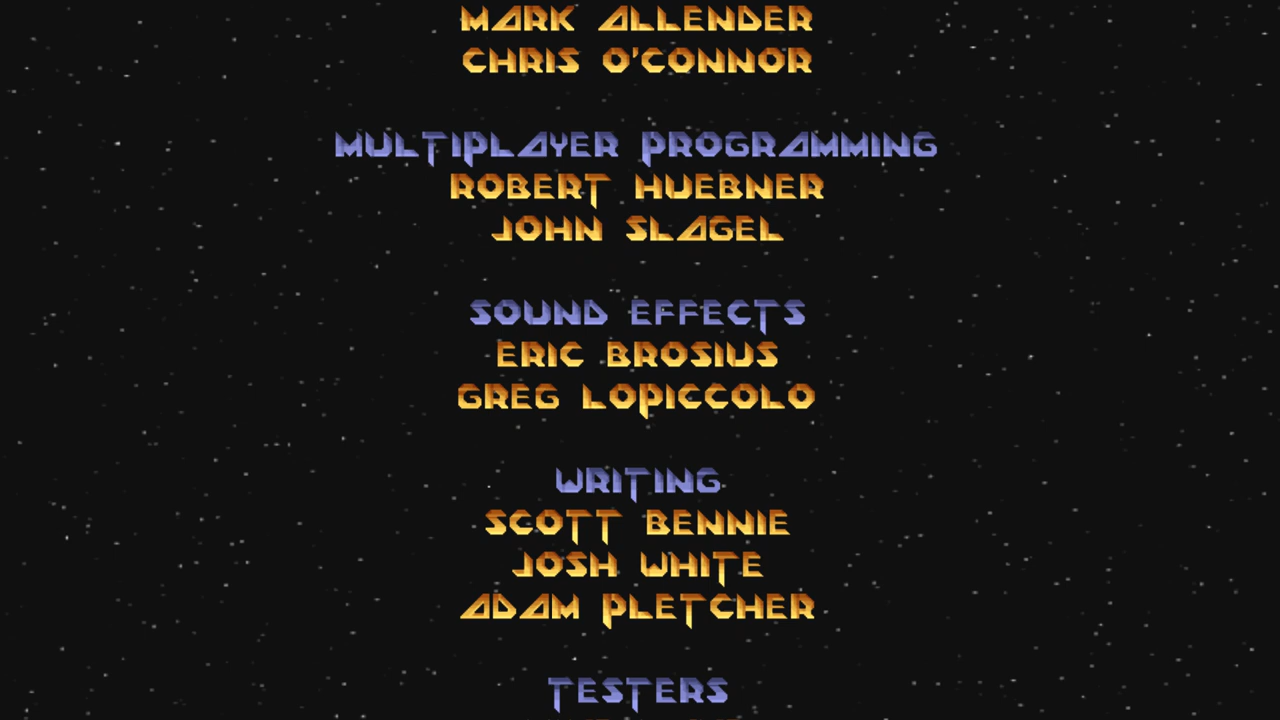 MARK ALLENDER
CHRIS O'CONNOR
MULTIPLAYER PROGRAMMING
ROBERT HUEBNER
JOHN SLAGEL
SOUND EFFECTS
ERIC BROSIUS
GREG LOPICCOLO
WRITING
SCOTT BENNIE
JOSH WHITE
ADAM PLETCHER
TESTERS